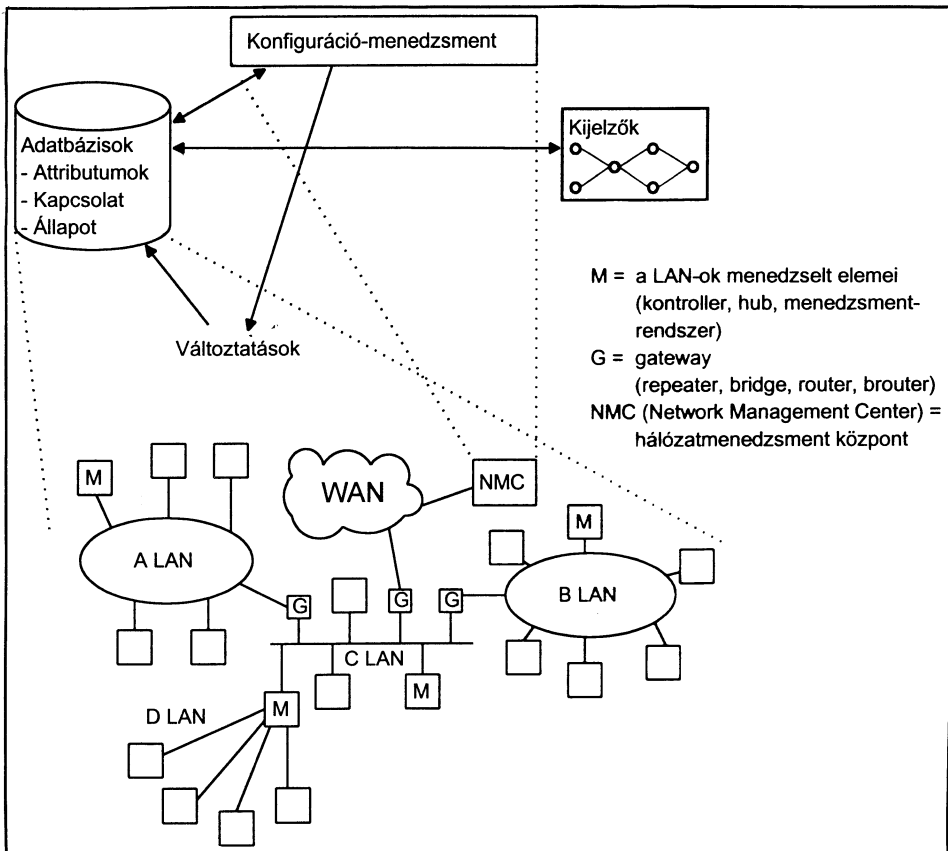 Konfiguráció-menedzsment
Adatbázisok
- Attributumok
- Kapcsolat
- Állapot
Kijelzők
Változtatások
M = a LAN-ok menedzselt elemei
(kontroller, hub, menedzsment-
rendszer)
G = gateway
(repeater, bridge, router, brouter)
NMC (Network Management Center) =
hálózatmenedzsment központ
WAN
NMC
M
A LAN
M
B LAN
G
G
G
C LAN
M
M
D LAN